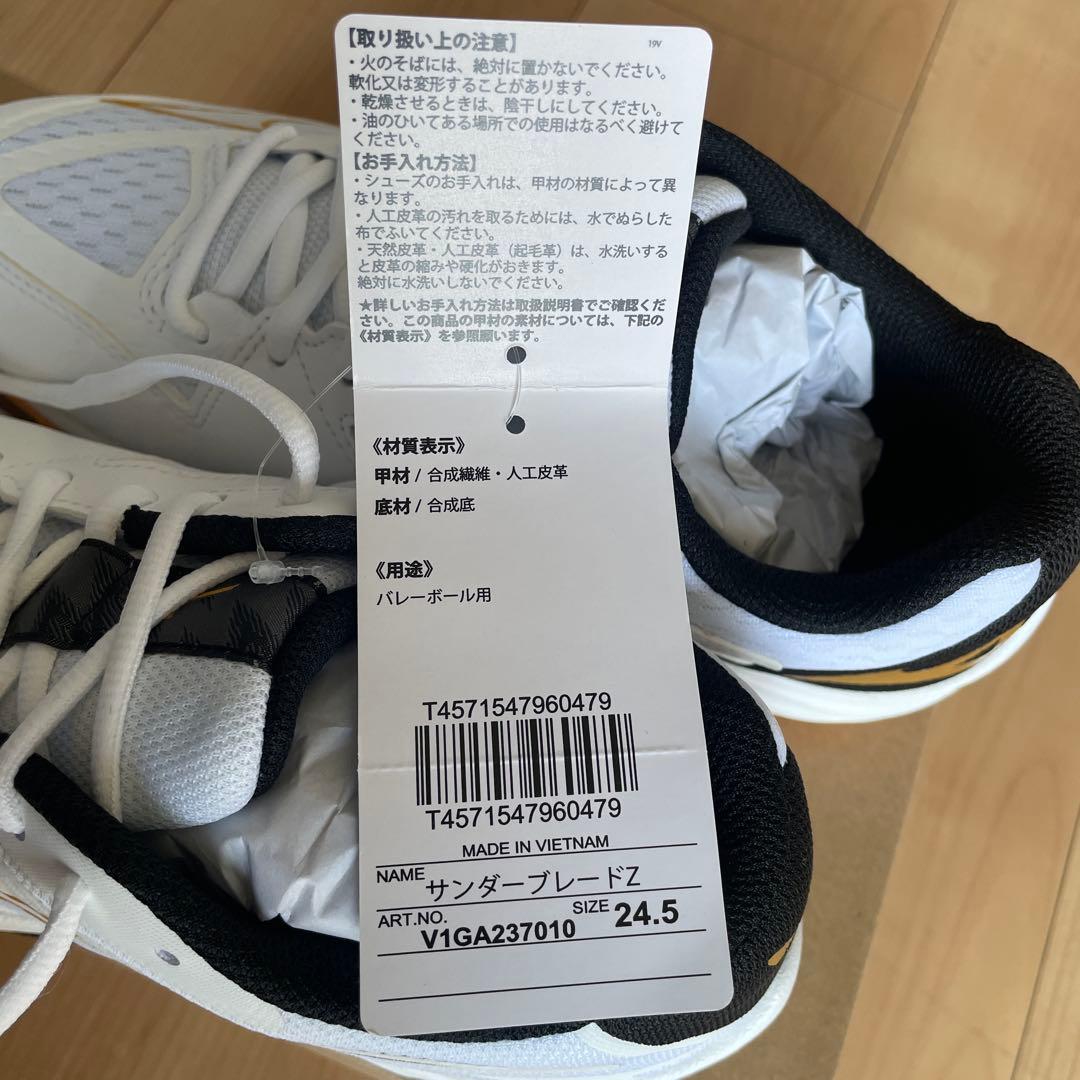 【取り扱い上の注意】
19V
・火のそばには、絶対に置かないでください。
軟化又は変形することがあります。
・乾燥させるときは、陰干しにしてください。
・油のひいてある場所での使用はなるべく避けて
ください。
【お手入れ方法】
・シューズのお手入れは、甲材の材質によって異
なります。
・人工皮革の汚れを取るためには、水でぬらした
布でふいてください。
・天然皮革・人工皮革（起毛革）は、水洗いする
と皮革の縮みや硬化がおきます。
絶対に水洗いしないでください。
★詳しいお手入れ方法は取扱説明書でご確認くだ
さい。この商品の甲材の素材については、下記の
《材質表示》を参照願います。
《材質表示》
甲材 / 合成繊維・人工皮革
底材 / 合成底
《用途》
バレーボール用
T4571547960479
T4571547960479
MADE IN VIETNAM
NAME サンダーブレードZ
ART.NO. V1GA237010 SIZE 24.5